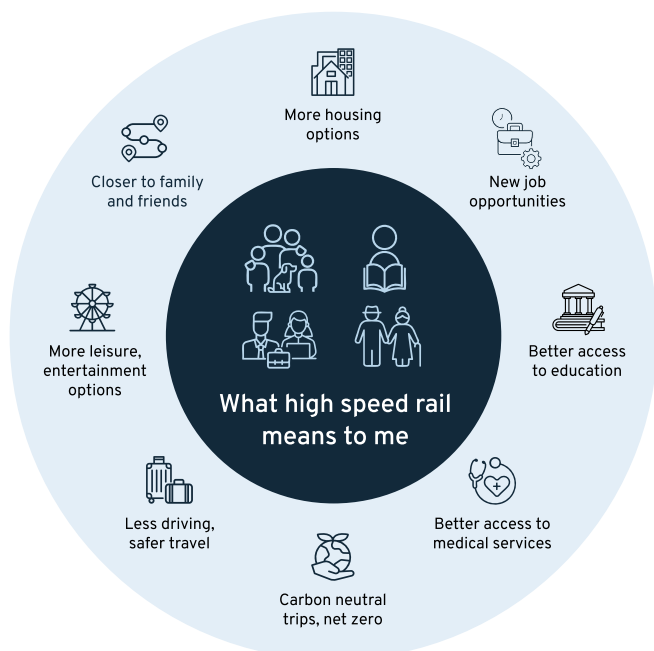 More housing
options
New job
opportunities
Better access
to education
Better access to
medical services
Carbon neutral
trips, net zero
Less driving,
safer travel
More leisure,
entertainment
options
Closer to family
and friends
What high speed rail
means to me